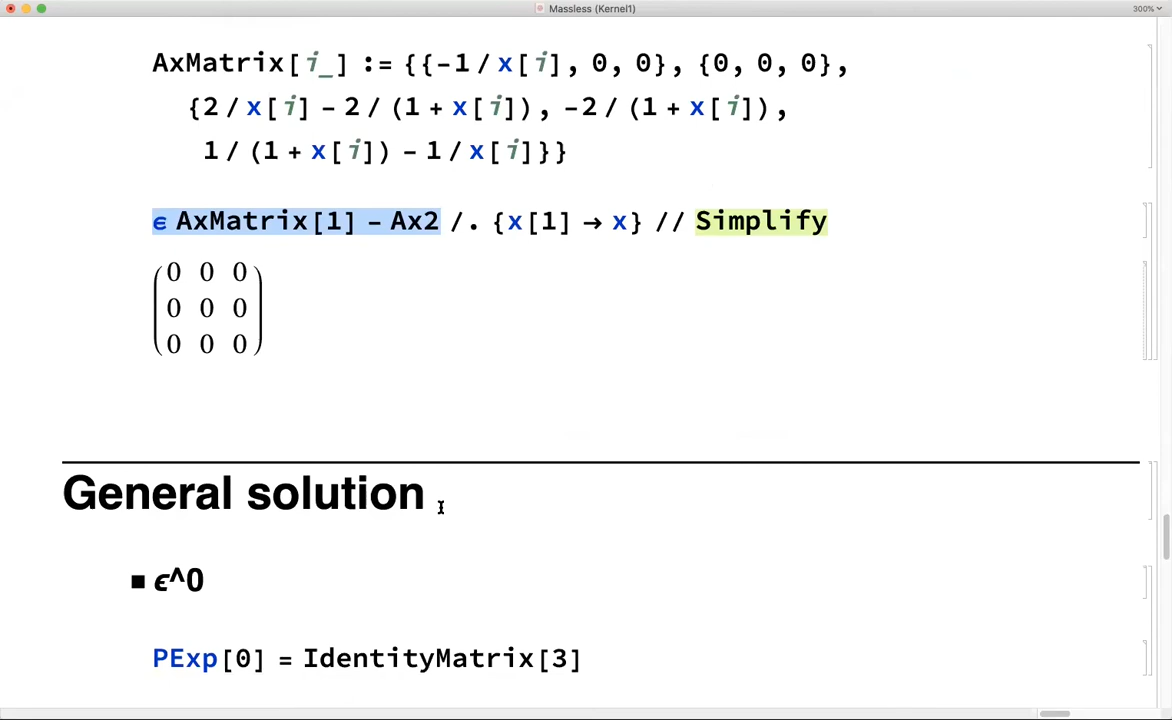 Massless (Kernel1)
300%
AxMatrix[i_] := {{-1/x[i], 0, 0}, {0, 0, 0},
{2/x[i] - 2/(1 + x[i]), -2/(1 + x[i]),
1/(1 + x[i]) - 1/x[i]}}
ϵ AxMatrix[1] - Ax2 /. {x[1] → x} // Simplify
0 0 0
0 0 0
0 0 0
General solution
■ ϵ^0
PExp[0] = IdentityMatrix[3]